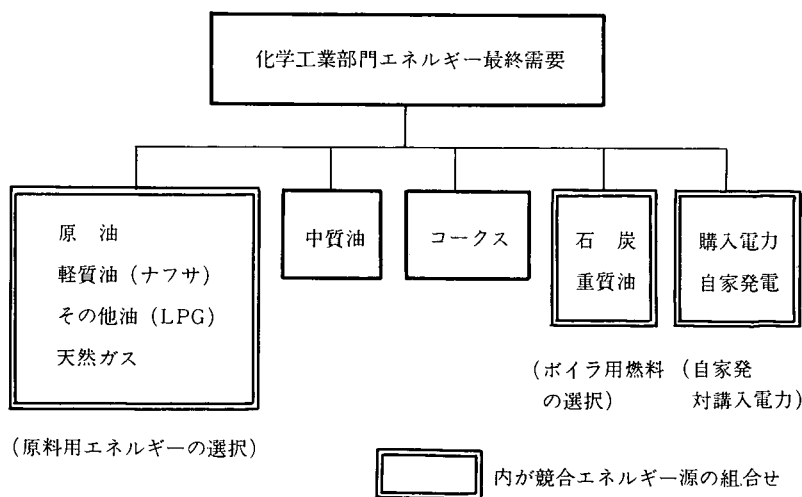 化学工業部門エネルギー最終需要
原油
軽質油(ナフサ)
その他油(LPG)
天然ガス
(原料用エネルギーの選択)
中質油
コークス
石炭
重質油
(ボイラ用燃料
の選択)
購入電力
自家発電
(自家発
対講入電力)
内が競合エネルギー源の組合せ